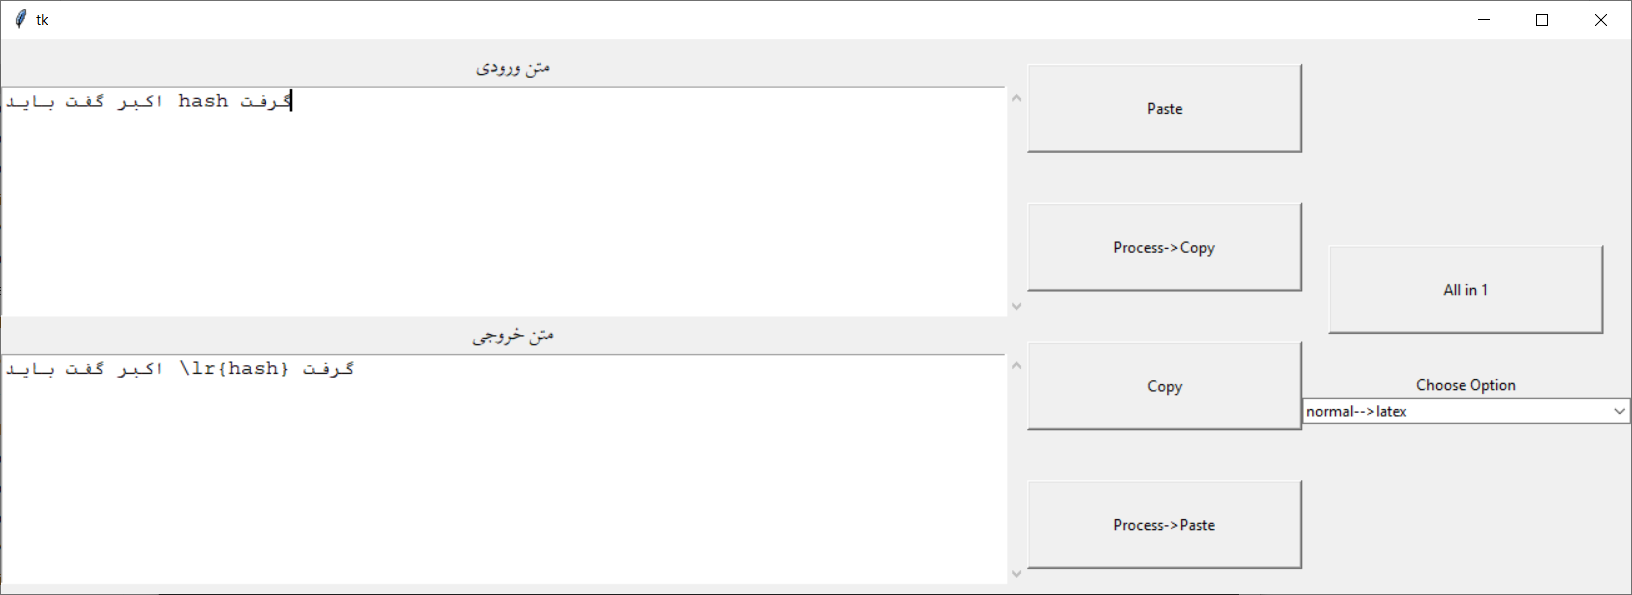 tk
متن ورودی
اکبر گفت باید hash گرفت
Paste
Process->Copy
All in 1
متن خروجی
اکبر گفت باید \lr{hash} گرفت
Copy
Choose Option
normal-->latex
Process->Paste